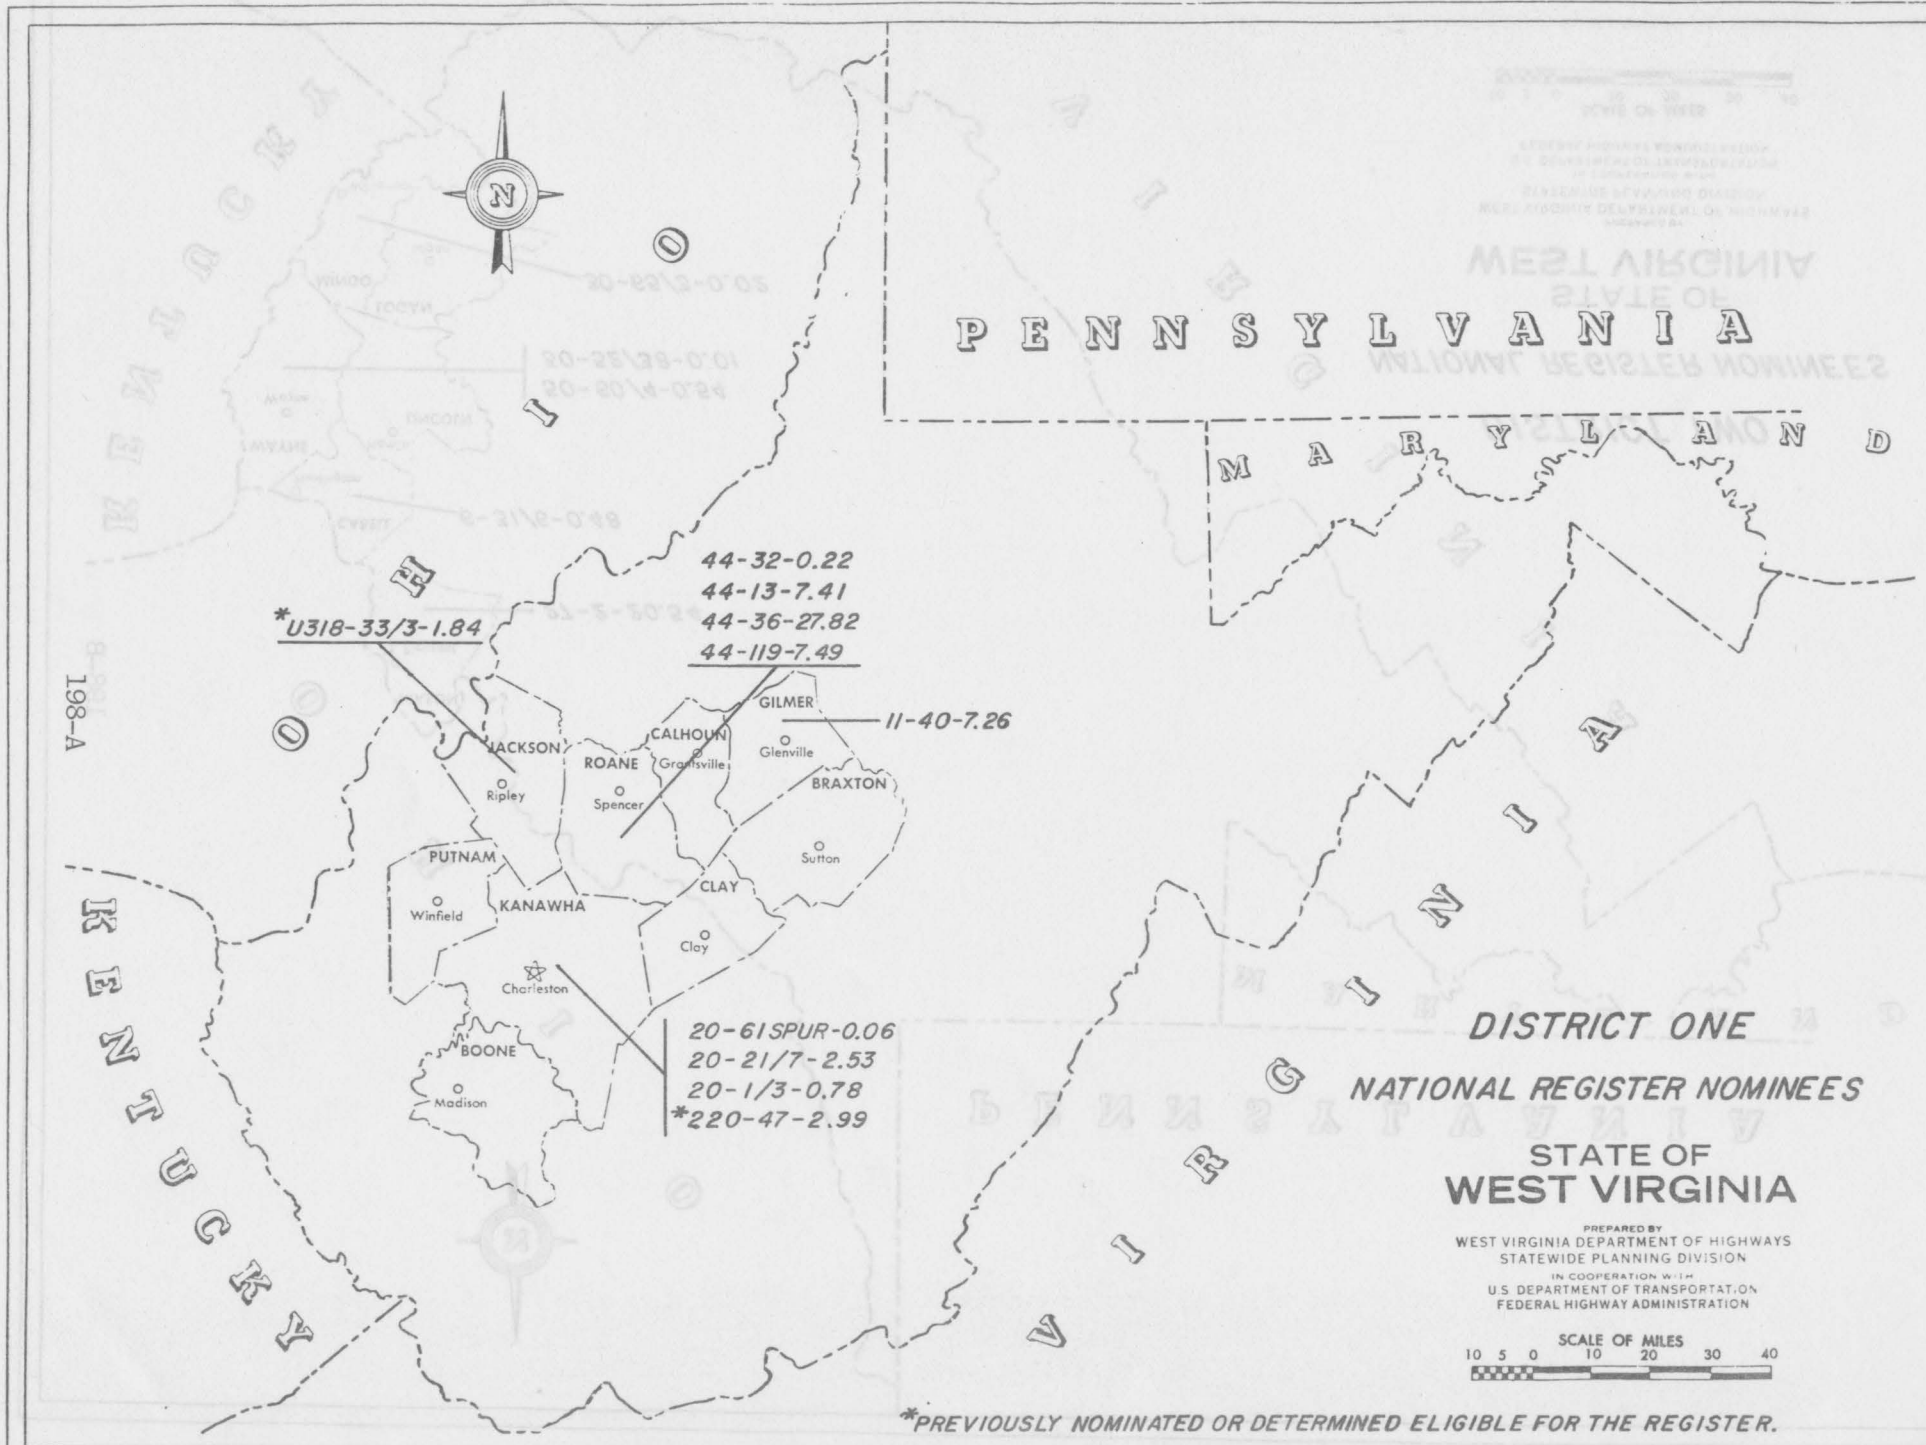 N
OHIO
PENNSYLVANIA
MARYLAND
44-32-0.22
44-13-7.41
44-36-27.82
44-119-7.49
*U318-33/3-1.84
198-A
GILMER
11-40-7.26
CALHOUN
JACKSON
Glenville
ROANE
Grantsville
BRAXTON
Ripley
Spencer
PUTNAM
Sutton
CLAY
KANAWHA
Winfield
Clay
Charleston
KENTUCKY
VIRGINIA
20-61SPUR-0.06
20-21/7-2.53
20-1/3-0.78
*220-47-2.99
BOONE
Madison
DISTRICT ONE
NATIONAL REGISTER NOMINEES
STATE OF
WEST VIRGINIA
PREPARED BY
WEST VIRGINIA DEPARTMENT OF HIGHWAYS
STATEWIDE PLANNING DIVISION
IN COOPERATION WITH
U.S. DEPARTMENT OF TRANSPORTATION
FEDERAL HIGHWAY ADMINISTRATION
SCALE OF MILES
10 5 0 10 20 30 40
*PREVIOUSLY NOMINATED OR DETERMINED ELIGIBLE FOR THE REGISTER.